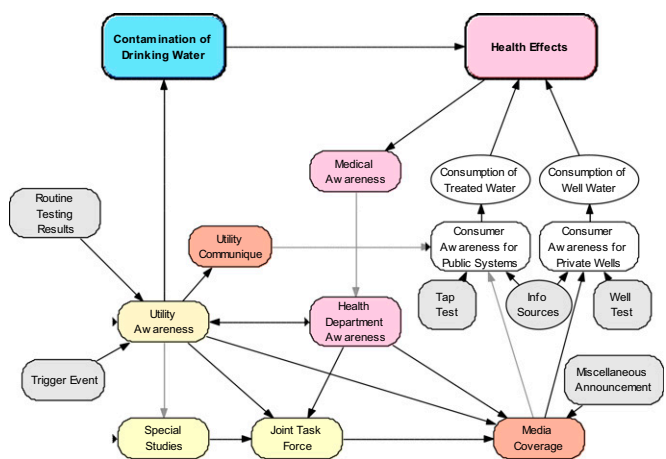 Contamination of
Drinking Water
Health Effects
Medical
Awareness
Consumption of
Treated Water
Consumption of
Well Water
Routine
Testing
Results
Utility
Communique
Consumer
Awareness for
Public Systems
Consumer
Awareness for
Private Wells
Tap
Test
Info
Sources
Well
Test
Utility
Awareness
Health
Department
Awareness
Trigger Event
Miscellaneous
Announcement
Special
Studies
Joint Task
Force
Media
Coverage